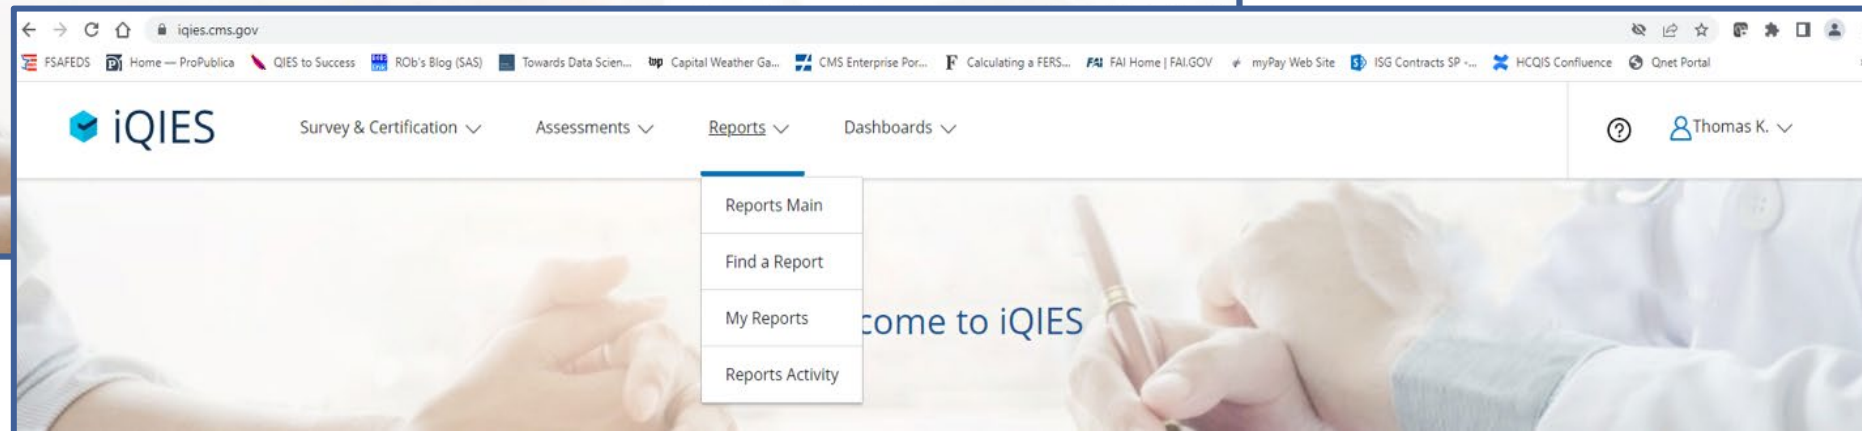 iqies.cms.gov
FSAFEDS Home — ProPublica QIES to Success ROb's Blog (SAS) Towards Data Scien... wp Capital Weather Ga... CMS Enterprise Por... F Calculating a FERS... FAI FAI Home | FAI.GOV myPay Web Site ISG Contracts SP -... HCQIS Confluence Qnet Portal
iQIES Survey & Certification Assessments Reports Dashboards ? Thomas K.
Reports Main
Find a Report
My Reports
come to iQIES
Reports Activity